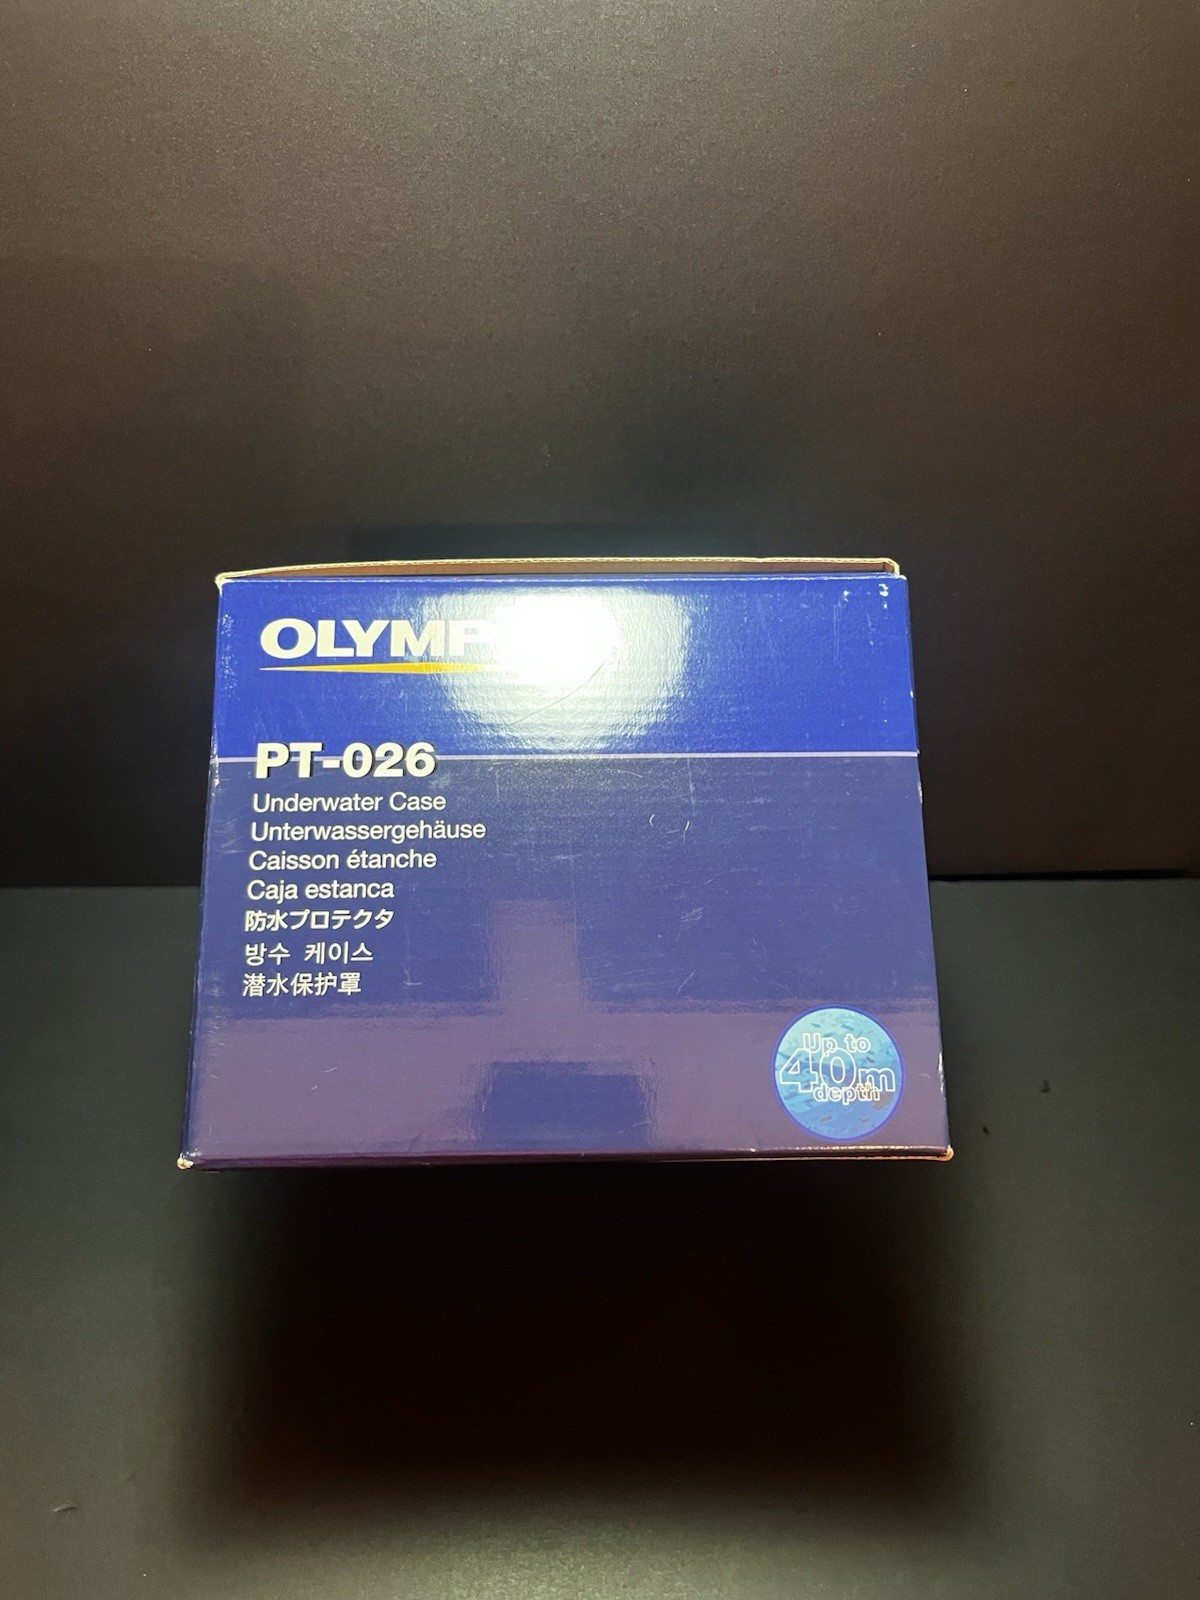 OLYMP
PT-026
Underwater Case
Unterwassergehäuse
Caisson étanche
Caja estanca
防水プロテクタ
방수 케이스
潜水保护罩
Up to
40m
depth